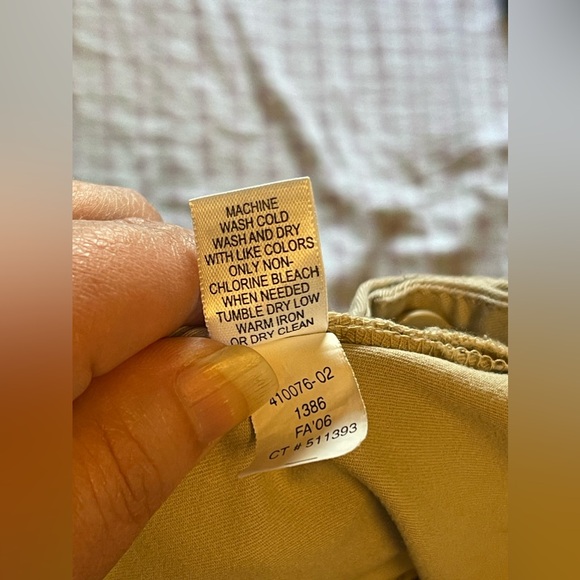 MACHINE
WASH COLD
WASH AND DRY
WITH LIKE COLORS
ONLY NON-
CHLORINE BLEACH
WHEN NEEDED
TUMBLE DRY LOW
WARM IRON
OR DRY CLEAN
410076-02
1386
FA'06
CT # 511393